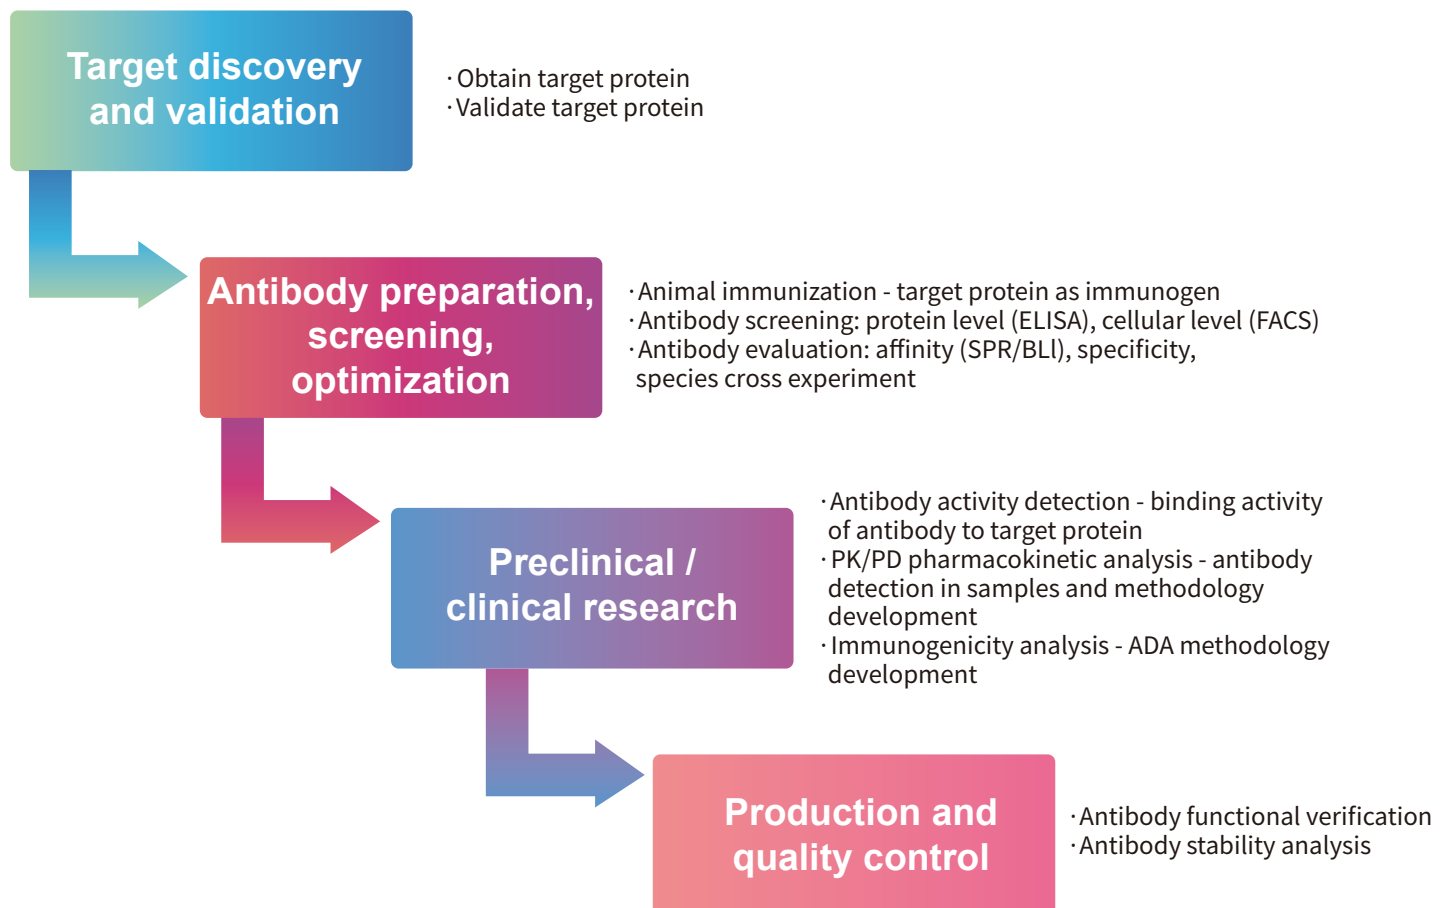 Target discovery
and validation
·Obtain target protein
·Validate target protein
Antibody preparation,
screening,
optimization
·Animal immunization - target protein as immunogen
·Antibody screening: protein level (ELISA), cellular level (FACS)
·Antibody evaluation: affinity (SPR/BLl), specificity,
species cross experiment
Preclinical /
clinical research
·Antibody activity detection - binding activity
of antibody to target protein
·PK/PD pharmacokinetic analysis - antibody
detection in samples and methodology
development
·Immunogenicity analysis - ADA methodology
development
Production and
quality control
·Antibody functional verification
·Antibody stability analysis